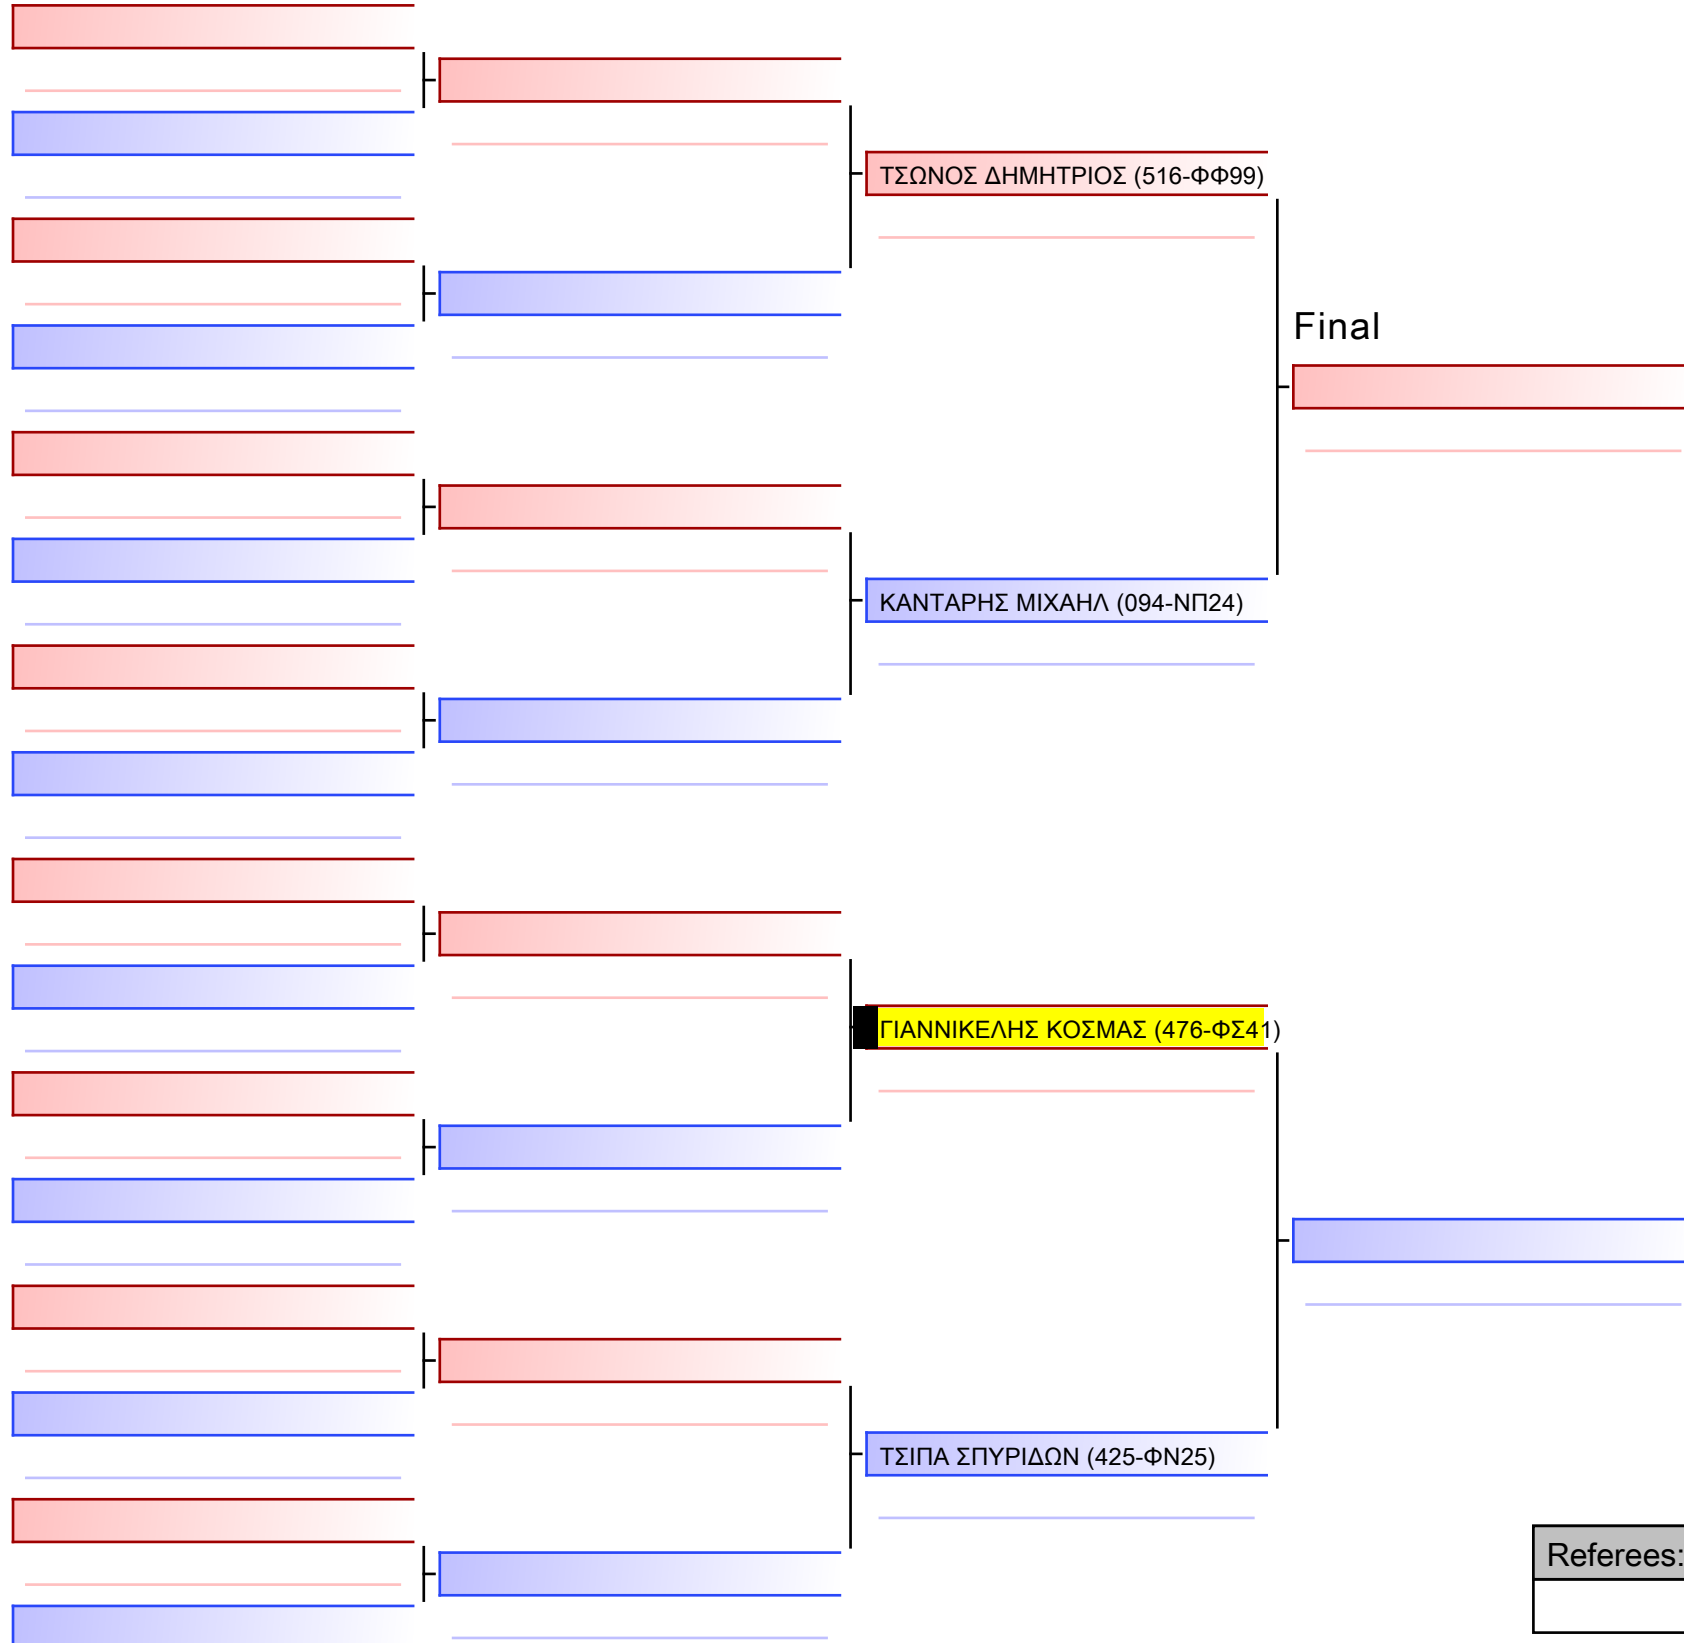 ΤΣΩΝΟΣ ΔΗΜΗΤΡΙΟΣ (516-ΦΦ99)
Final
ΚΑΝΤΑΡΗΣ ΜΙΧΑΗΛ (094-ΝΠ24)
ΓΙΑΝΝΙΚΕΛΗΣ ΚΟΣΜΑΣ (476-ΦΣ41)
ΤΣΙΠΑ ΣΠΥΡΙΔΩΝ (425-ΦΝ25)
Referees: